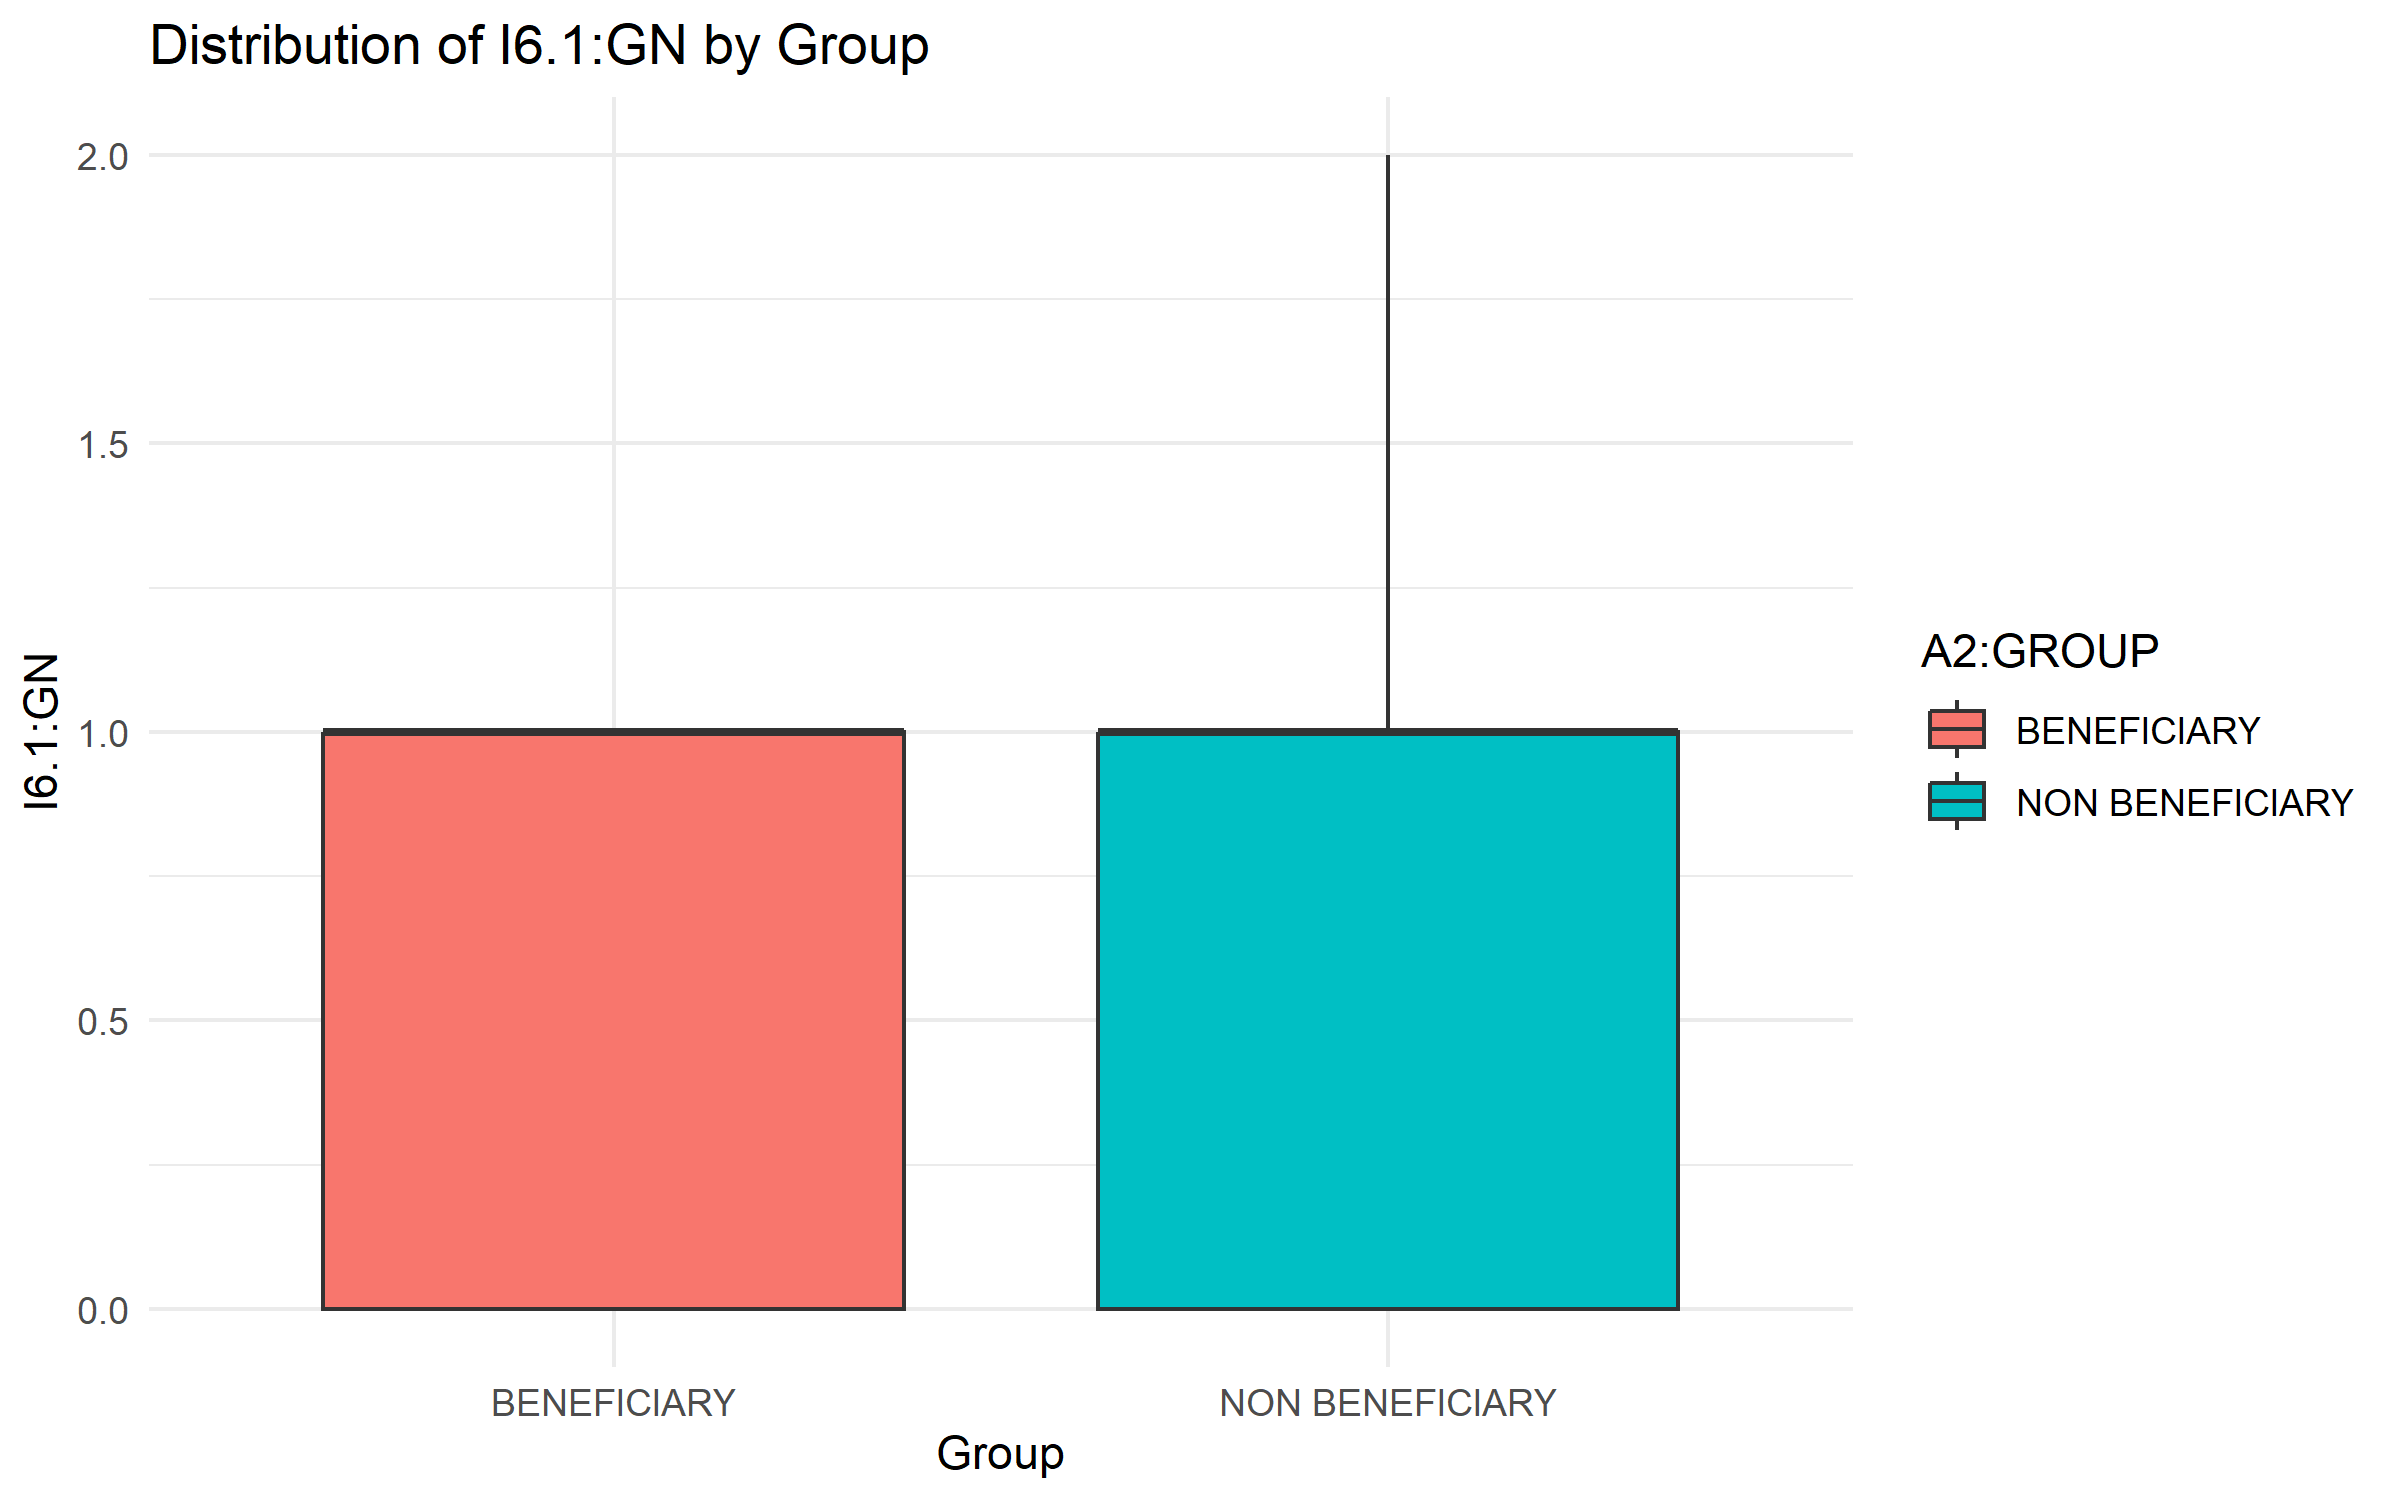 Distribution of I6.1:GN by Group
I6.1:GN
2.0
1.5
1.0
0.5
0.0
BENEFICIARY
NON BENEFICIARY
Group
A2:GROUP
BENEFICIARY
NON BENEFICIARY